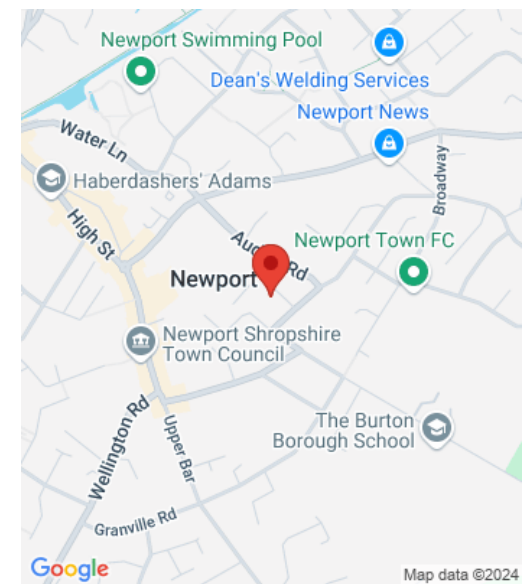 Newport Swimming Pool
Dean's Welding Services
Newport News
Water Ln
Broadway
Haberdashers' Adams
High St
Rd
Newport Town FC
Newport
Newport Shropshire
Town Council
The Burton
Borough School
Wellington Rd
Upper Bar
Granville Rd
Google
Map data ©2024